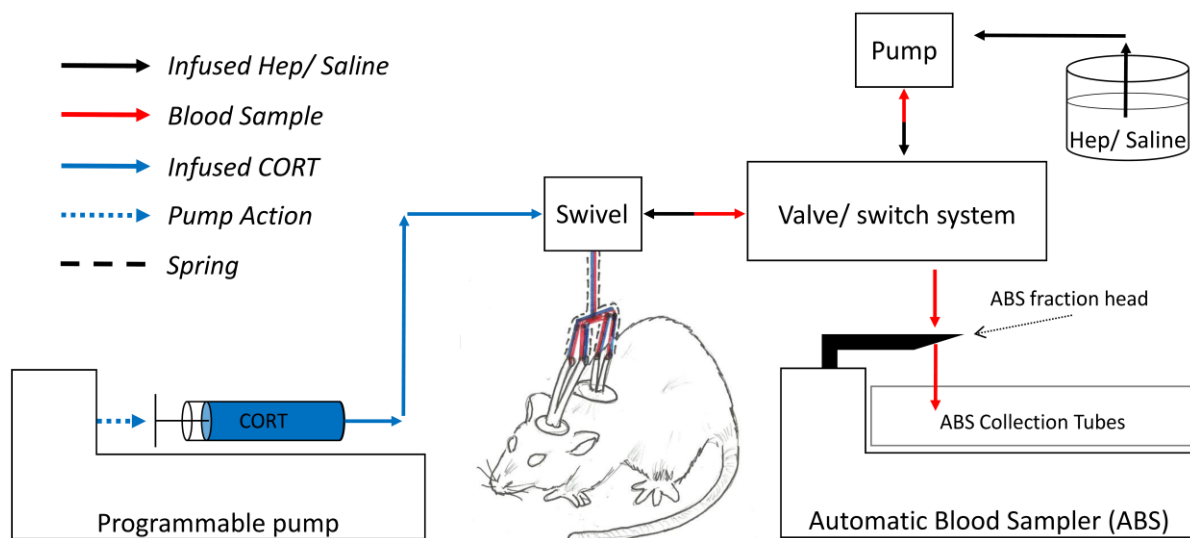 Infused Hep/ Saline
Blood Sample
Infused CORT
Pump Action
Spring
Pump
Hep/ Saline
Swivel
Valve/ switch system
ABS fraction head
CORT
ABS Collection Tubes
Programmable pump
Automatic Blood Sampler (ABS)